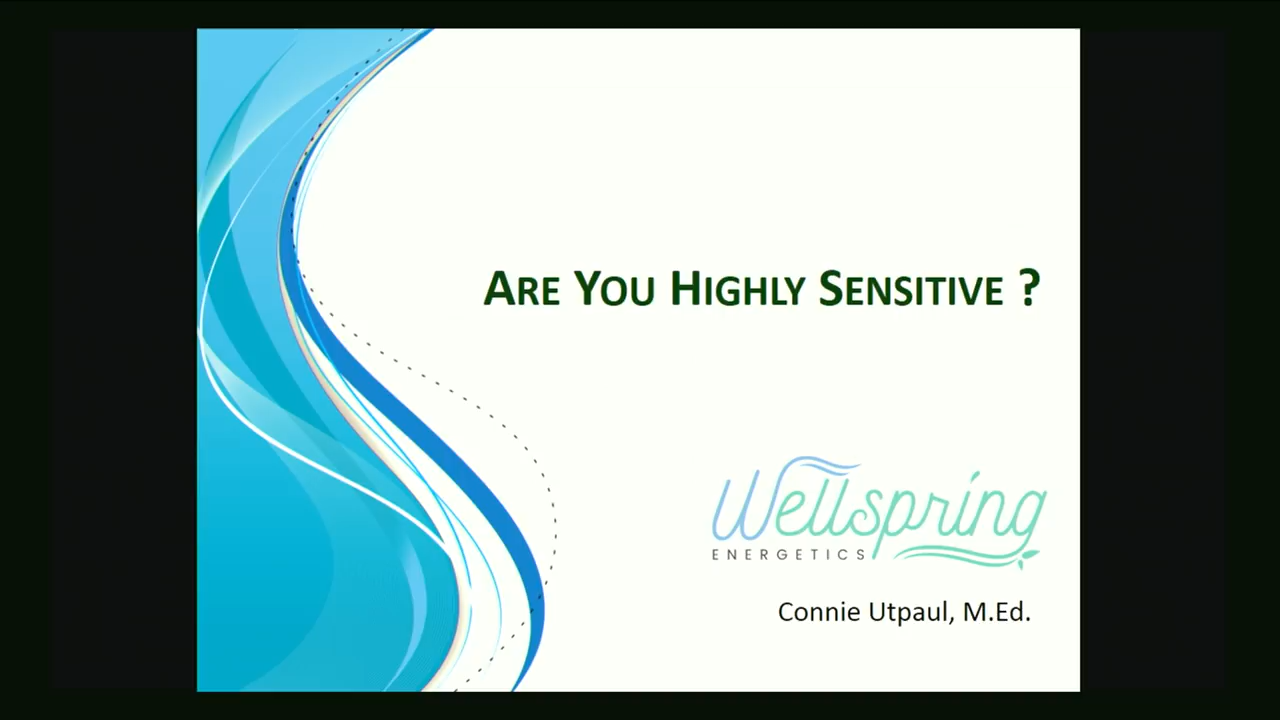 ARE YOU HIGHLY SENSITIVE ?
Wellspring
ENERGETICS
Connie Utpaul, M.Ed.